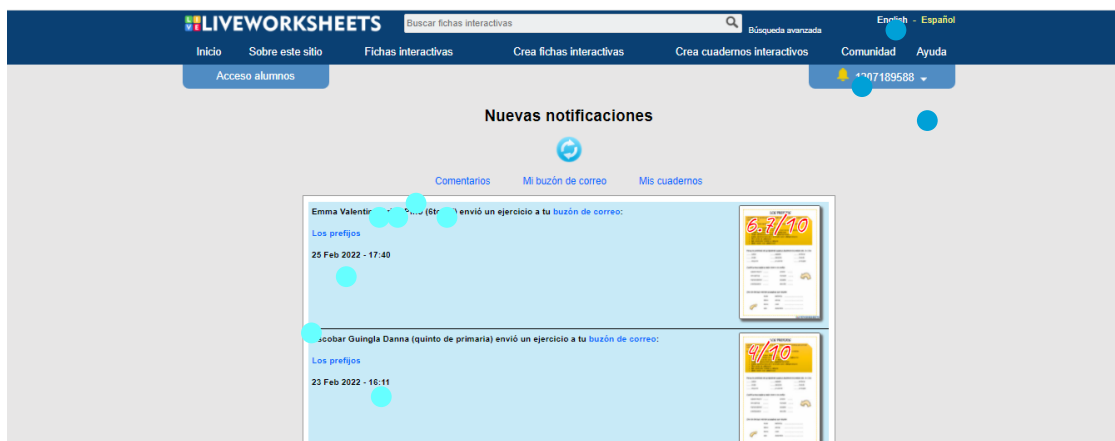 LIVEWORKSHEETS
Buscar fichas interactivas
Búsqueda avanzada
English - Español
Inicio Sobre este sitio Fichas interactivas Crea fichas interactivas Crea cuadernos interactivos Comunidad Ayuda
Acceso alumnos
1207189588
Nuevas notificaciones
Comentarios Mi buzón de correo Mis cuadernos
Emma envió un ejercicio a tu buzón de correo:
Los prefijos
25 Feb 2022 - 17:40
6.7/10
Escobar Guingla Danna (quinto de primaria) envió un ejercicio a tu buzón de correo:
Los prefijos
23 Feb 2022 - 16:11
4/10